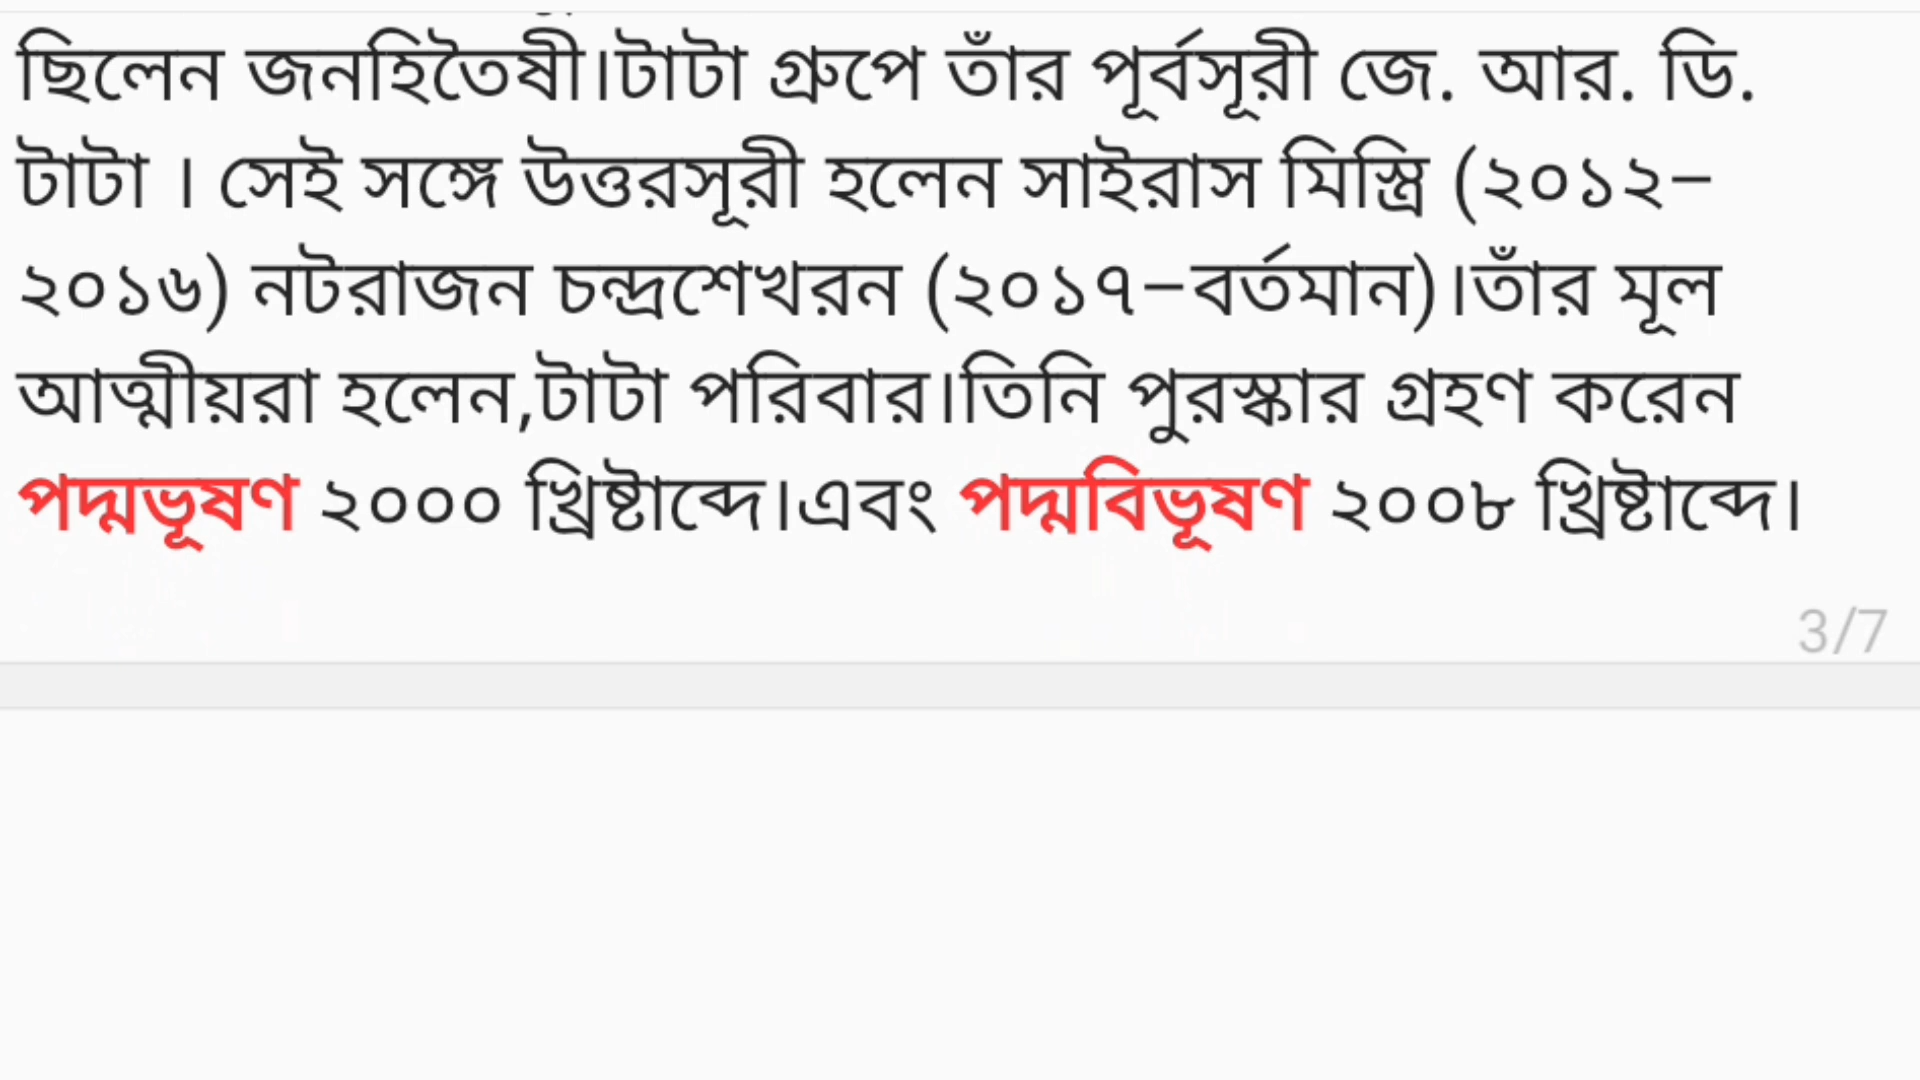 ছিলেন জনহিতৈষী।টাটা গ্রুপে তাঁর পূর্বসূরী জে. আর. ডি.
টাটা । সেই সঙ্গে উত্তরসূরী হলেন সাইরাস মিস্ত্রি (২০১২–
২০১৬) নটরাজন চন্দ্রশেখরন (২০১৭–বর্তমান)।তাঁর মূল
আত্মীয়রা হলেন,টাটা পরিবার।তিনি পুরস্কার গ্রহণ করেন
পদ্মভূষণ ২০০০ খ্রিষ্টাব্দে।এবং পদ্মবিভূষণ ২০০৮ খ্রিষ্টাব্দে।
3/7